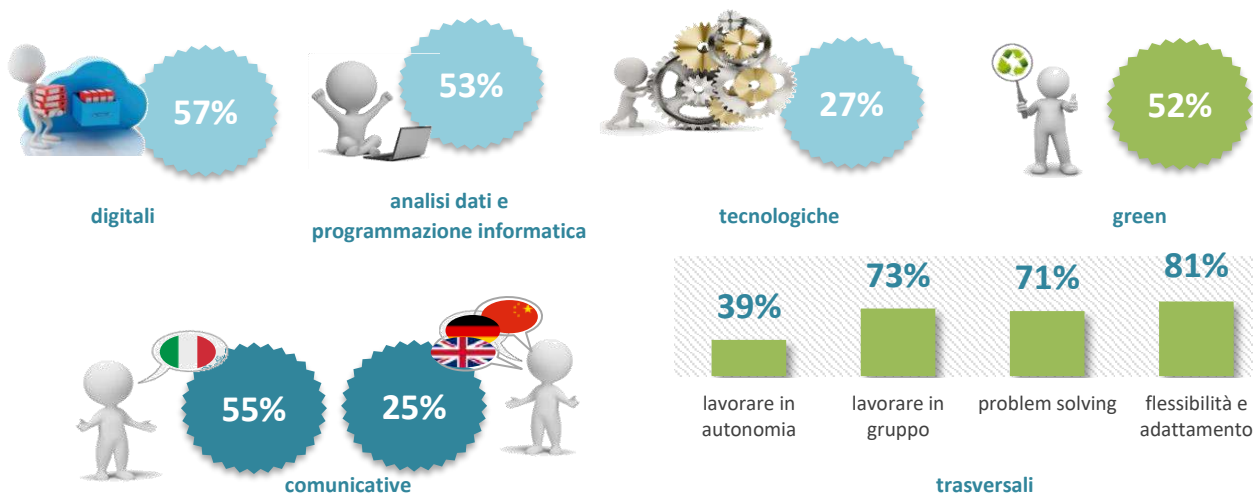 57%
53%
27%
52%
digitali
analisi dati e
programmazione informatica
tecnologiche
green
55%
25%
comunicative
39%
73%
71%
81%
lavorare in
autonomia
lavorare in
gruppo
problem solving
flessibilità e
adattamento
trasversali